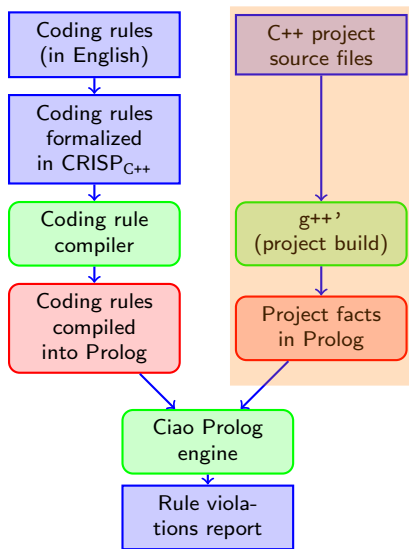 Coding rules
(in English)
Coding rules
formalized
in CRISP_C++
Coding rule
compiler
Coding rules
compiled
into Prolog
C++ project
source files
g++’
(project build)
Project facts
in Prolog
Ciao Prolog
engine
Rule viola-
tions report